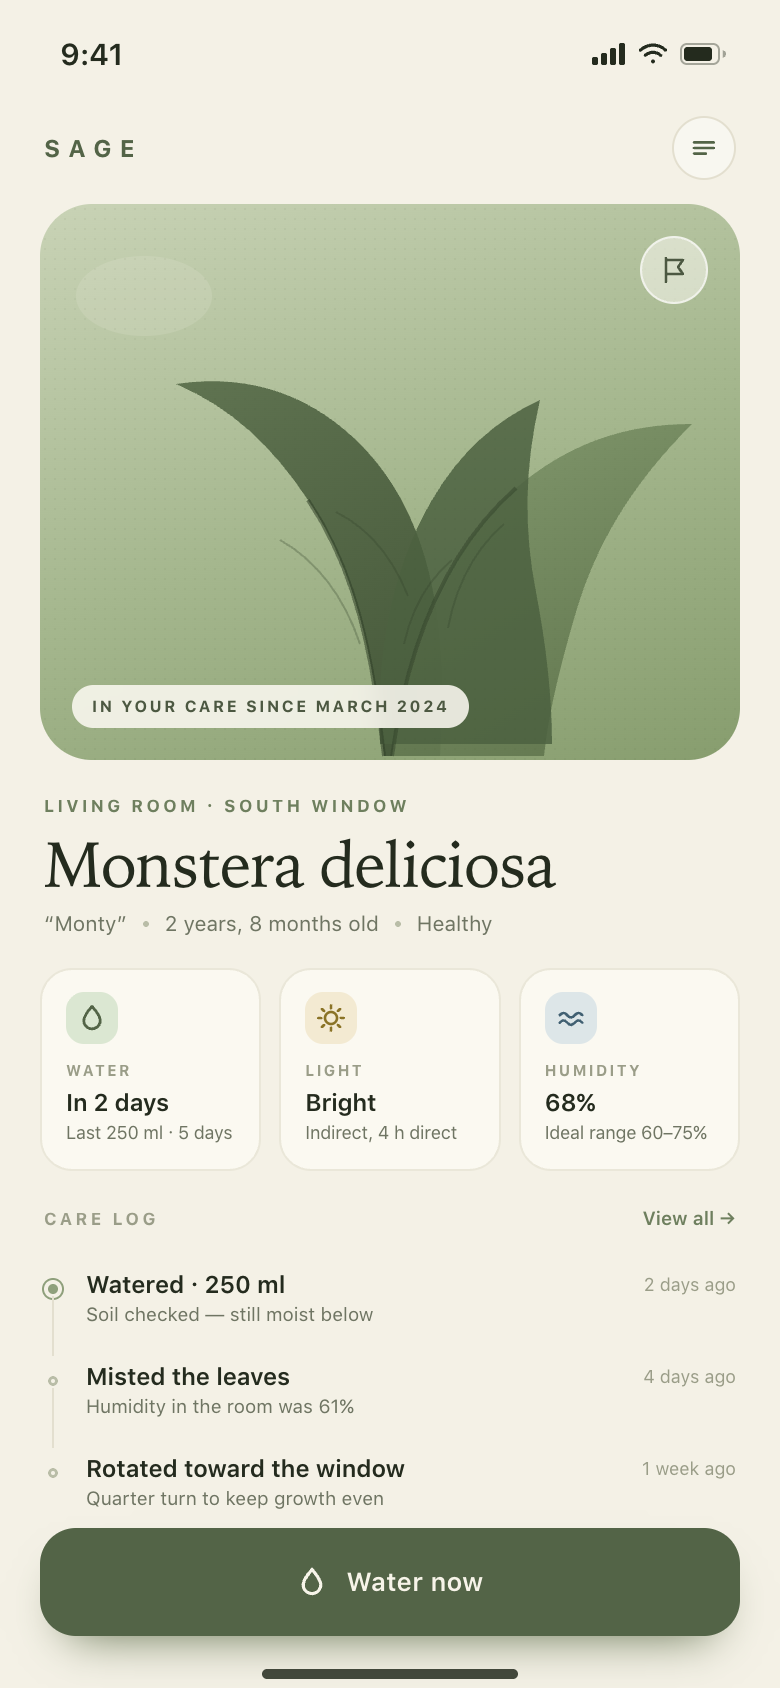 9:41
SAGE
IN YOUR CARE SINCE MARCH 2024
LIVING ROOM · SOUTH WINDOW
Monstera deliciosa
“Monty” • 2 years, 8 months old • Healthy
WATER
In 2 days
Last 250 ml · 5 days
LIGHT
Bright
Indirect, 4 h direct
HUMIDITY
68%
Ideal range 60–75%
CARE LOG
View all →
Watered · 250 ml
2 days ago
Soil checked — still moist below
Misted the leaves
4 days ago
Humidity in the room was 61%
Rotated toward the window
1 week ago
Quarter turn to keep growth even
Water now